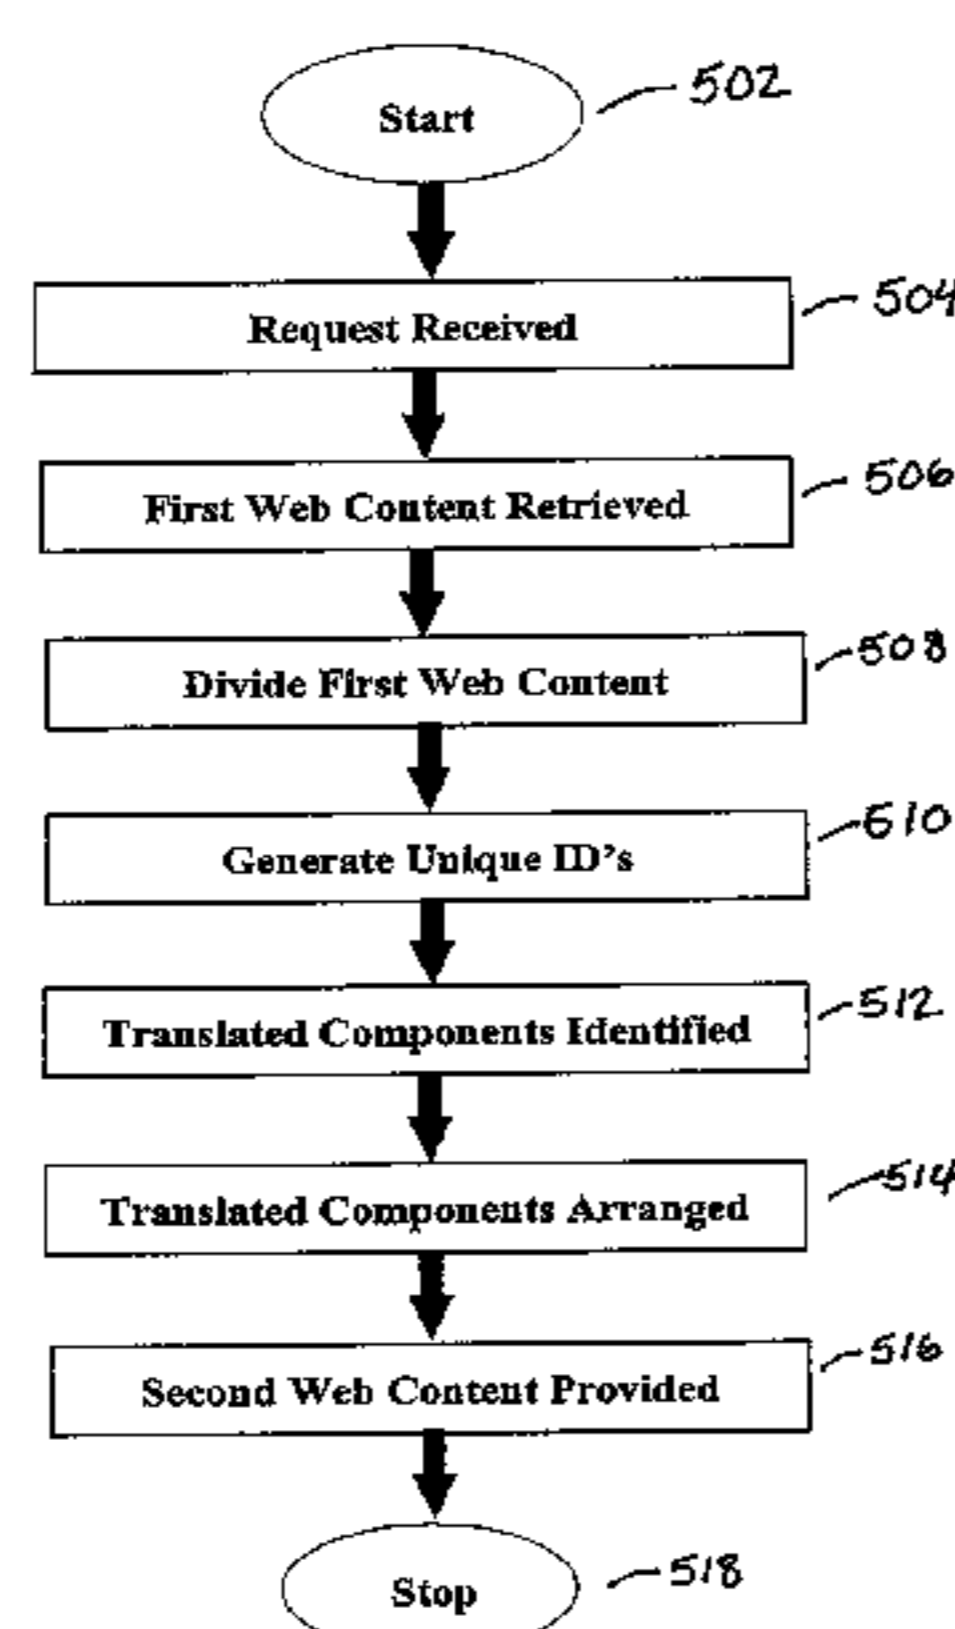 Start 502
Request Received 504
First Web Content Retrieved 506
Divide First Web Content 508
Generate Unique ID's 510
Translated Components Identified 512
Translated Components Arranged 514
Second Web Content Provided 516
Stop 518